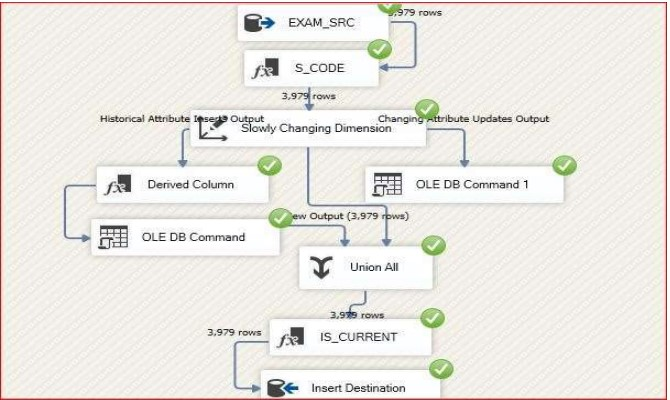 EXAM_SRC
3,979 rows
S_CODE
3,979 rows
Historical Attribute Inserts Output
Changing Attribute Updates Output
Slowly Changing Dimension
Derived Column
OLE DB Command 1
New Output (3,979 rows)
OLE DB Command
Union All
3,979 rows
3,979 rows
IS_CURRENT
Insert Destination